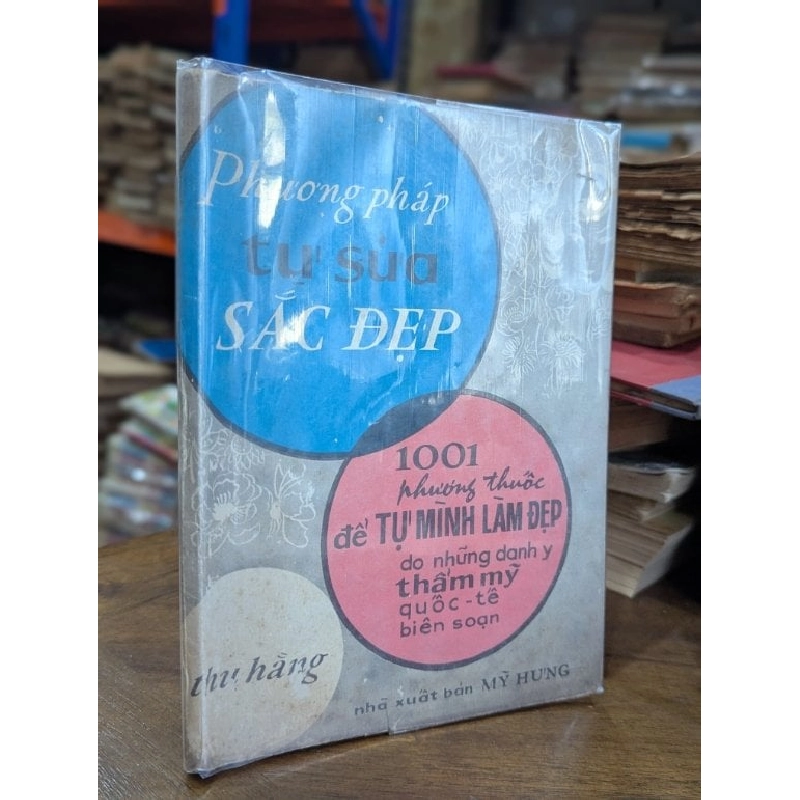 Phương pháp
tự sửa
SẮC ĐẸP
1001
phương thuốc
để TỰ MÌNH LÀM ĐẸP
do những danh y
thẩm mỹ
quốc-tế
biên soạn
thụ hằng
nhà xuất bản MỸ HƯNG